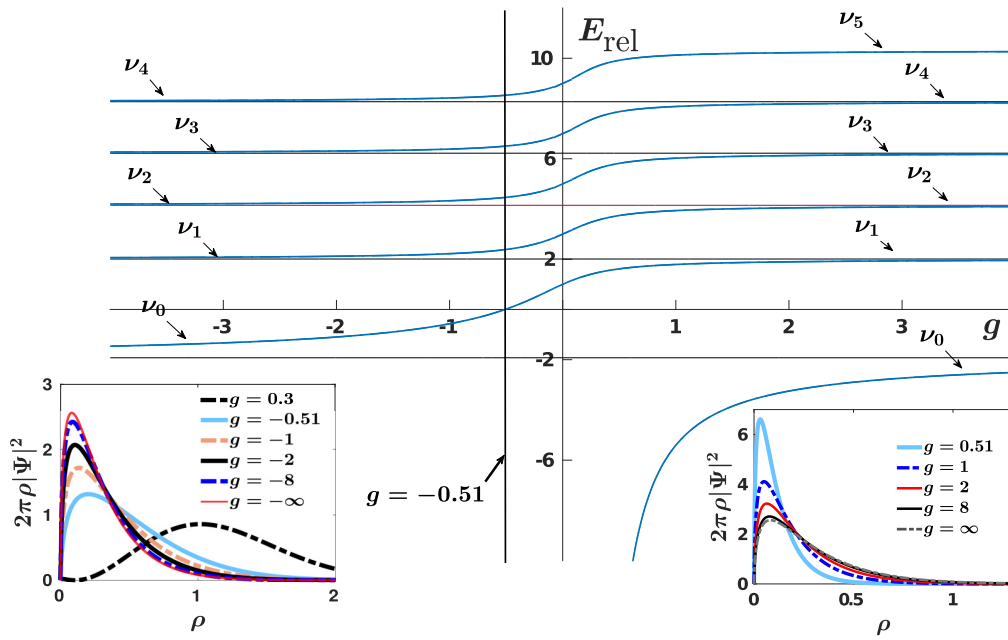 E_rel
10
6
2
-2
-6
-3
-2
-1
1
2
3
g
ν₄
ν₃
ν₂
ν₁
ν₀
ν₅
ν₄
ν₃
ν₂
ν₁
ν₀
g = −0.51
3
2
1
0
0
1
2
2πρ|Ψ|²
ρ
g = 0.3
g = −0.51
g = −1
g = −2
g = −8
g = −∞
6
4
2
0
0
0.5
1
2πρ|Ψ|²
ρ
g = 0.51
g = 1
g = 2
g = 8
g = ∞